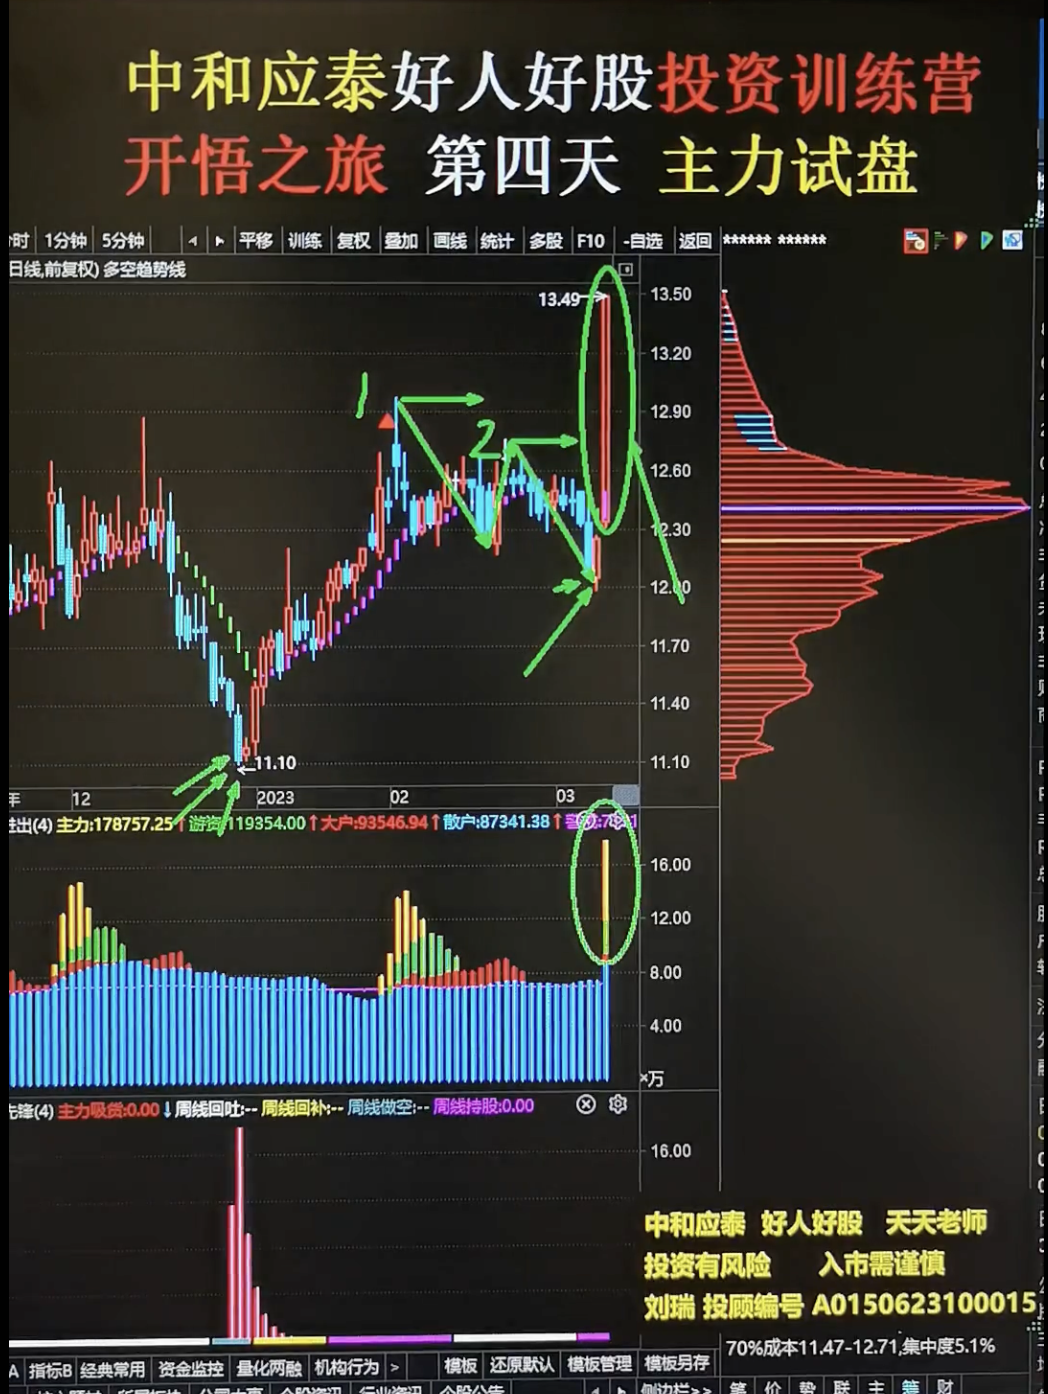 中和应泰好人好股投资训练营
开悟之旅 第四天 主力试盘
时 1分钟 5分钟 平移 训练 复权 叠加 画线 统计 多股 F10 -自选 返回 ****** ******
日线,前复权) 多空趋势线
13.49
13.50
13.20
1
12.90
2
12.60
12.30
12.00
11.70
11.40
11.10
11.10
年 12 2023 02 03
进出(4) 主力:178757.25↑ 游资:119354.00↑ 大户:93546.94↑ 散户:87341.38↑
16.00
12.00
8.00
4.00
×万
先锋(4) 主力吸货:0.00 ↓ 周线回吐:-- 周线回补:-- 周线做空:-- 周线持股:0.00
16.00
中和应泰 好人好股 天天老师
投资有风险 入市需谨慎
刘瑞 投顾编号 A0150623100015
70%成本11.47-12.71,集中度5.1%
A 指标B 经典常用 资金监控 量化两融 机构行为 > 模板 还原默认 模板管理 模板另存
侧边栏>> 笔 价 势 联 主 筹 财